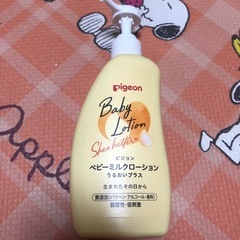 Apple
Pigeon
Baby
Lotion
Shea butter
ピジョン
ベビーミルクローション
うるおいプラス
生まれたその日から
無添加(パラベン・アルコール・香料)
弱酸性・低刺激